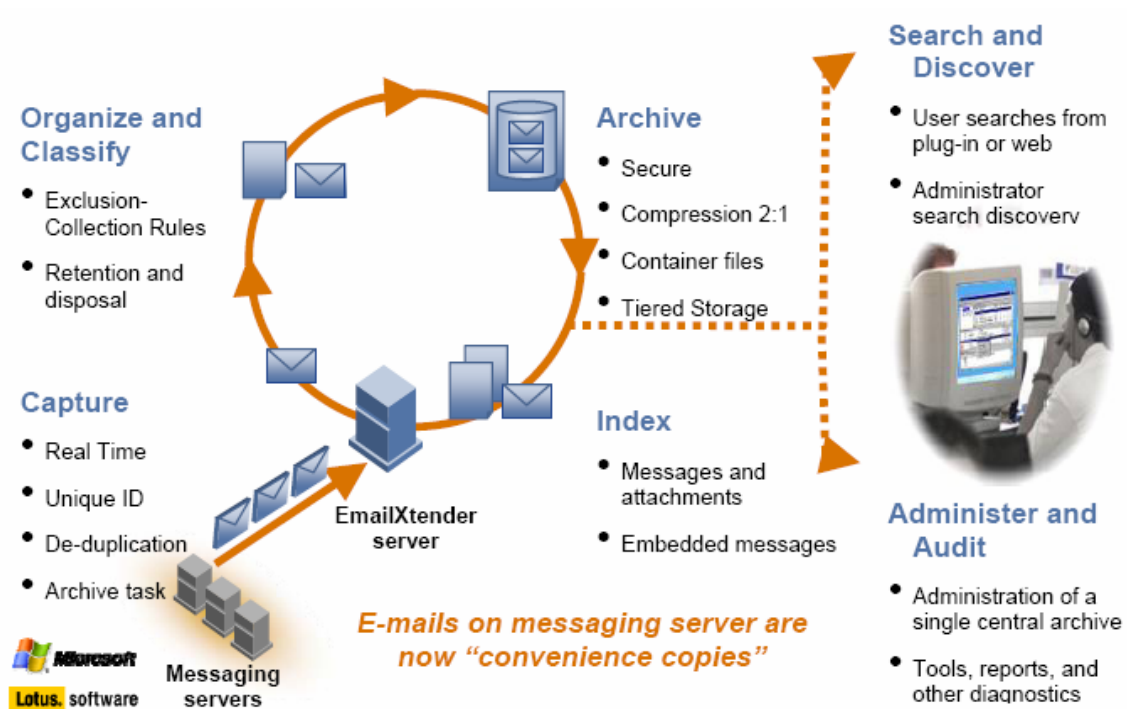 Organize and
Classify
• Exclusion-
Collection Rules
• Retention and
disposal
Capture
• Real Time
• Unique ID
• De-duplication
• Archive task
Microsoft
Lotus. software
Messaging
servers
EmailXtender
server
Archive
• Secure
• Compression 2:1
• Container files
• Tiered Storage
Index
• Messages and
attachments
• Embedded messages
E-mails on messaging server are
now “convenience copies”
Search and
Discover
• User searches from
plug-in or web
• Administrator
search discovery
Administer and
Audit
• Administration of a
single central archive
• Tools, reports, and
other diagnostics